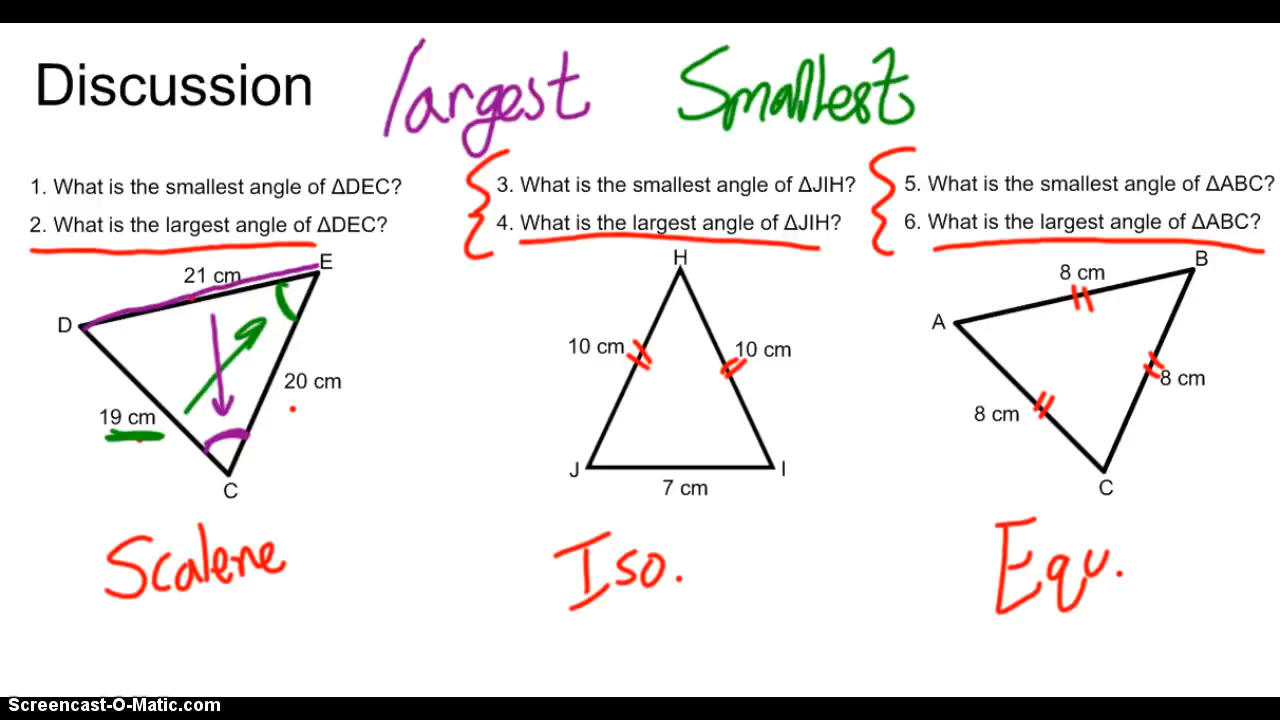 Discussion largest Smallest
1. What is the smallest angle of ΔDEC?
2. What is the largest angle of ΔDEC?
3. What is the smallest angle of ΔJIH?
4. What is the largest angle of ΔJIH?
5. What is the smallest angle of ΔABC?
6. What is the largest angle of ΔABC?
21 cm
E
D
20 cm
19 cm
C
Scalene
H
10 cm
10 cm
J
I
7 cm
Iso.
B
8 cm
A
8 cm
8 cm
C
Equ.
Screencast-O-Matic.com